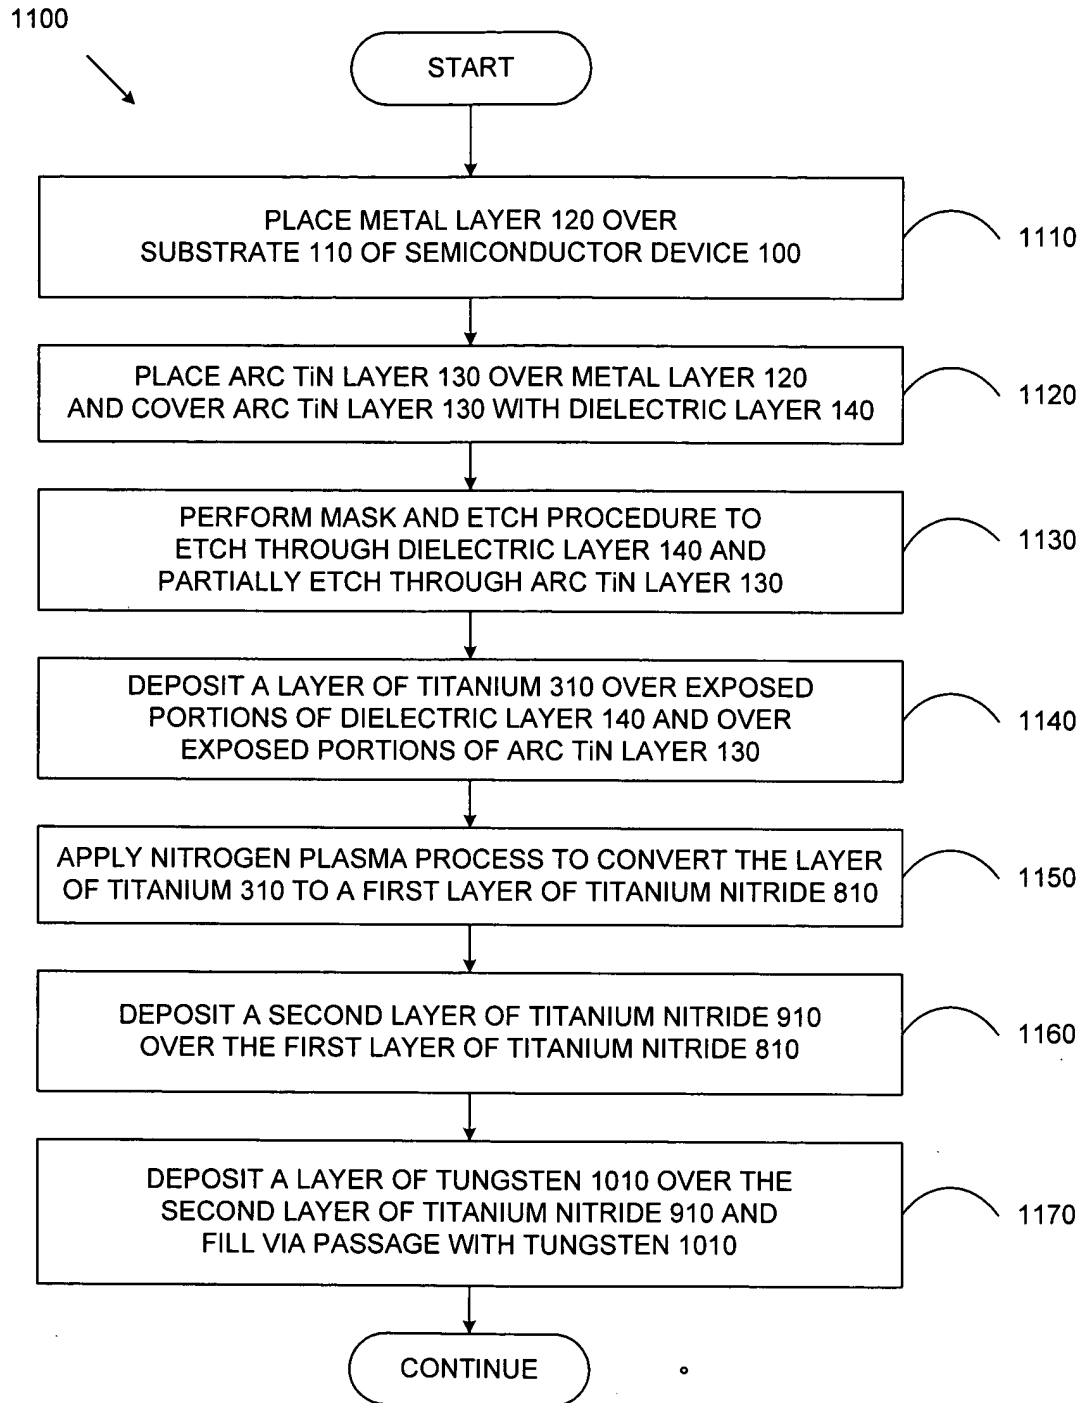 1100
START
PLACE METAL LAYER 120 OVER
SUBSTRATE 110 OF SEMICONDUCTOR DEVICE 100
1110
PLACE ARC TiN LAYER 130 OVER METAL LAYER 120
AND COVER ARC TiN LAYER 130 WITH DIELECTRIC LAYER 140
1120
PERFORM MASK AND ETCH PROCEDURE TO
ETCH THROUGH DIELECTRIC LAYER 140 AND
PARTIALLY ETCH THROUGH ARC TiN LAYER 130
1130
DEPOSIT A LAYER OF TITANIUM 310 OVER EXPOSED
PORTIONS OF DIELECTRIC LAYER 140 AND OVER
EXPOSED PORTIONS OF ARC TiN LAYER 130
1140
APPLY NITROGEN PLASMA PROCESS TO CONVERT THE LAYER
OF TITANIUM 310 TO A FIRST LAYER OF TITANIUM NITRIDE 810
1150
DEPOSIT A SECOND LAYER OF TITANIUM NITRIDE 910
OVER THE FIRST LAYER OF TITANIUM NITRIDE 810
1160
DEPOSIT A LAYER OF TUNGSTEN 1010 OVER THE
SECOND LAYER OF TITANIUM NITRIDE 910 AND
FILL VIA PASSAGE WITH TUNGSTEN 1010
1170
CONTINUE